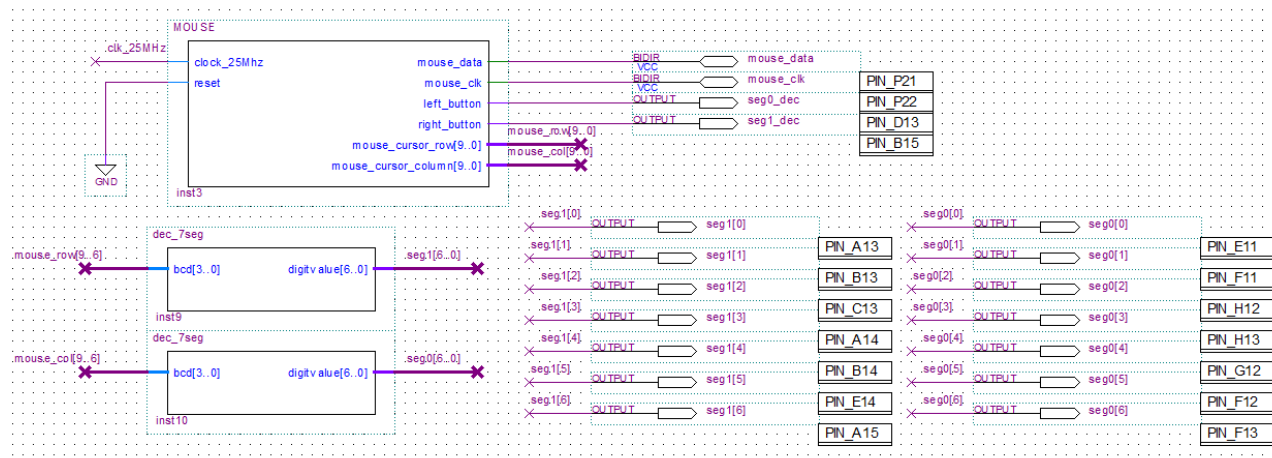 MOUSE
clk_25MHz
clock_25Mhz
reset
GND
mouse_data
mouse_clk
left_button
right_button
mouse_cursor_row[9..0]
mouse_cursor_column[9..0]
inst3
mouse_row[9..0]
mouse_col[9..0]
BIDIR
VCC
mouse_data
BIDIR
VCC
mouse_clk
OUTPUT
seg0_dec
OUTPUT
seg1_dec
PIN_P21
PIN_P22
PIN_D13
PIN_B15
dec_7seg
mouse_row[9..6]
bcd[3..0]
digitvalue[6..0]
seg1[6..0]
inst9
dec_7seg
mouse_col[9..6]
bcd[3..0]
digitvalue[6..0]
seg0[6..0]
inst10
seg1[0]
OUTPUT
seg1[0]
PIN_A13
seg1[1]
OUTPUT
seg1[1]
PIN_B13
seg1[2]
OUTPUT
seg1[2]
PIN_C13
seg1[3]
OUTPUT
seg1[3]
PIN_A14
seg1[4]
OUTPUT
seg1[4]
PIN_B14
seg1[5]
OUTPUT
seg1[5]
PIN_E14
seg1[6]
OUTPUT
seg1[6]
PIN_A15
seg0[0]
OUTPUT
seg0[0]
PIN_E11
seg0[1]
OUTPUT
seg0[1]
PIN_F11
seg0[2]
OUTPUT
seg0[2]
PIN_H12
seg0[3]
OUTPUT
seg0[3]
PIN_H13
seg0[4]
OUTPUT
seg0[4]
PIN_G12
seg0[5]
OUTPUT
seg0[5]
PIN_F12
seg0[6]
OUTPUT
seg0[6]
PIN_F13